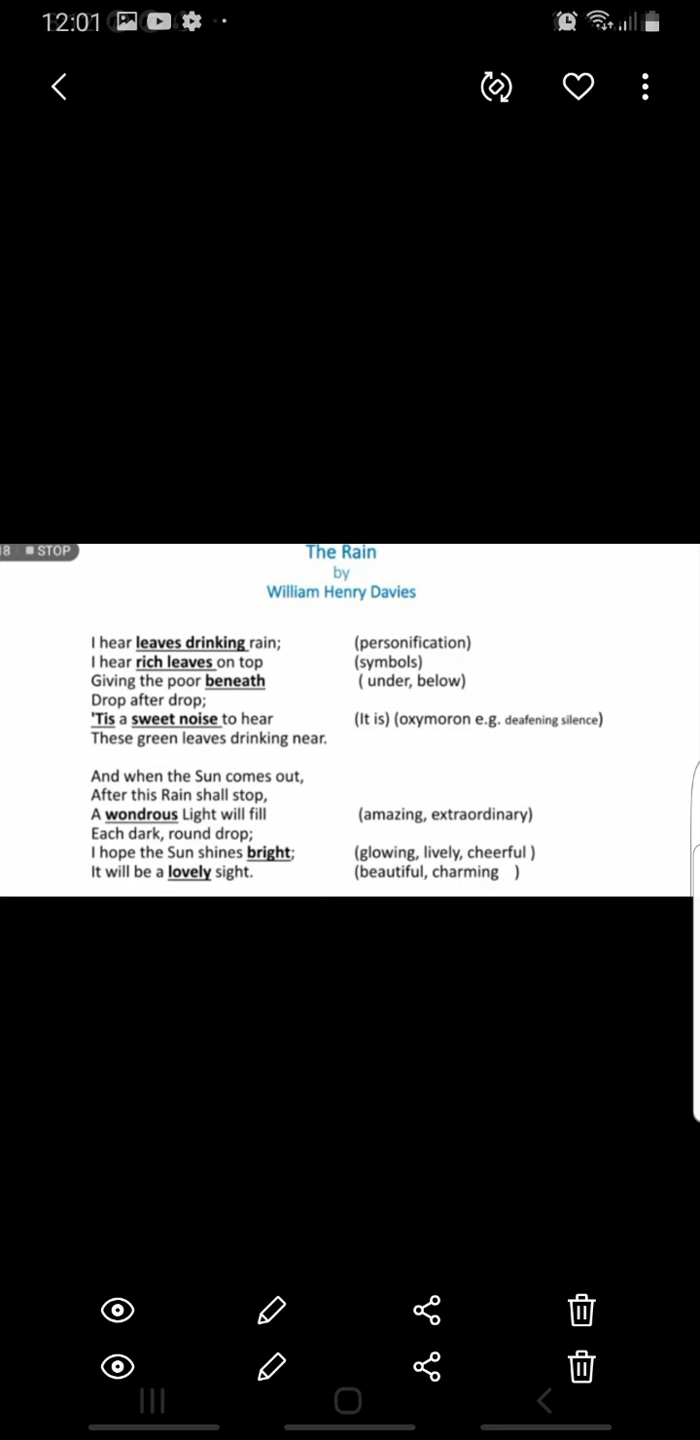 12:01
18 STOP
The Rain
by
William Henry Davies
I hear leaves drinking rain; (personification)
I hear rich leaves on top (symbols)
Giving the poor beneath ( under, below)
Drop after drop;
'Tis a sweet noise to hear (It is) (oxymoron e.g. deafening silence)
These green leaves drinking near.
And when the Sun comes out,
After this Rain shall stop,
A wondrous Light will fill (amazing, extraordinary)
Each dark, round drop;
I hope the Sun shines bright; (glowing, lively, cheerful )
It will be a lovely sight. (beautiful, charming )